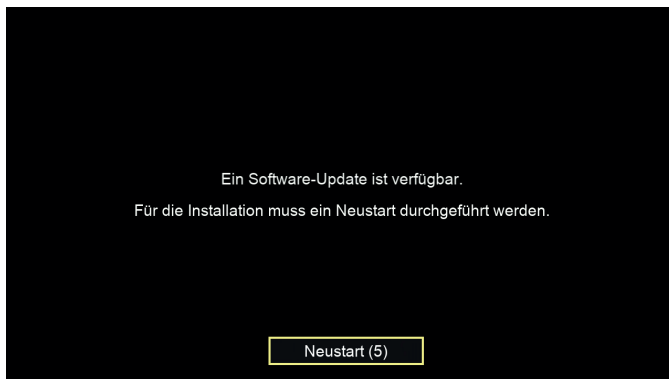 Ein Software-Update ist verfügbar.
Für die Installation muss ein Neustart durchgeführt werden.
Neustart (5)